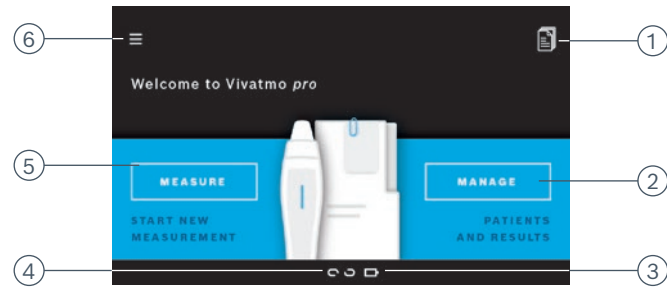 6
1
Welcome to Vivatmo pro
5
MEASURE
MANAGE
2
START NEW
MEASUREMENT
PATIENTS
AND RESULTS
4
3